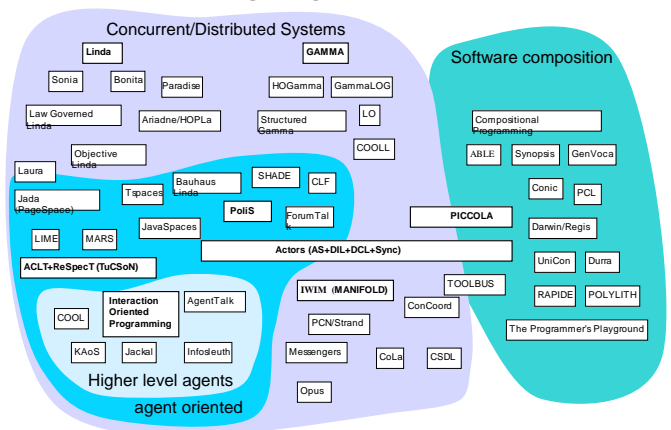 Concurrent/Distributed Systems
Linda
GAMMA
Software composition
Sonia
Bonita
Paradise
HOGamma
GammaLOG
Law Governed
Linda
Ariadne/HOPLa
Structured
Gamma
LO
Compositional
Programming
COOLL
Objective
Linda
ABLE
Synopsis
GenVoca
Laura
Bauhaus
Linda
SHADE
CLF
Conic
PCL
Jada
(PageSpace)
Tspaces
PoliS
ForumTal
k
PICCOLA
Darwin/Regis
LIME
MARS
JavaSpaces
Actors (AS+DIL+DCL+Sync)
ACLT+ReSpecT (TuCSoN)
UniCon
Durra
IWIM (MANIFOLD)
TOOLBUS
COOL
Interaction
Oriented
Programming
AgentTalk
ConCoord
RAPIDE
POLYLITH
PCN/Strand
The Programmer's Playground
KAoS
Jackal
Infosleuth
Messengers
CoLa
CSDL
Higher level agents
Opus
agent oriented